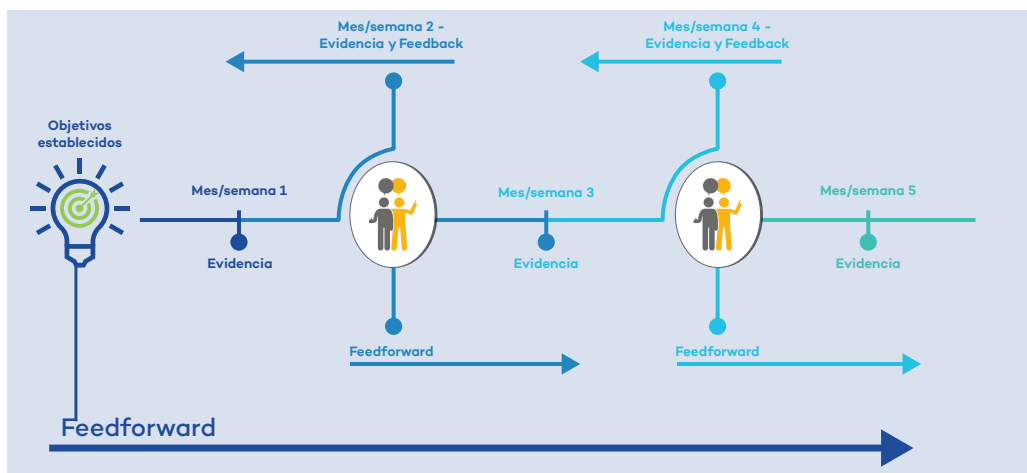 Mes/semana 2 -
Evidencia y Feedback
Mes/semana 4 -
Evidencia y Feedback
Objetivos
establecidos
Mes/semana 1
Mes/semana 3
Mes/semana 5
Evidencia
Evidencia
Evidencia
Feedforward
Feedforward
Feedforward